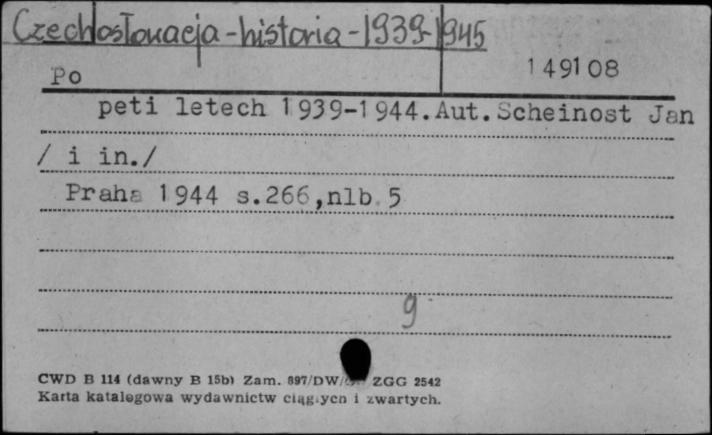 Czechosłowacja - historia - 1939-1945
Po
149108
peti letech 1939-1944.Aut.Scheinost Jan
/ i in./
Praha 1944 s.266,nlb.5
9
CWD B 114 (dawny B 15b) Zam. 897/DW/ ZGG 2542
Karta katalogowa wydawnictw ciągłych i zwartych.